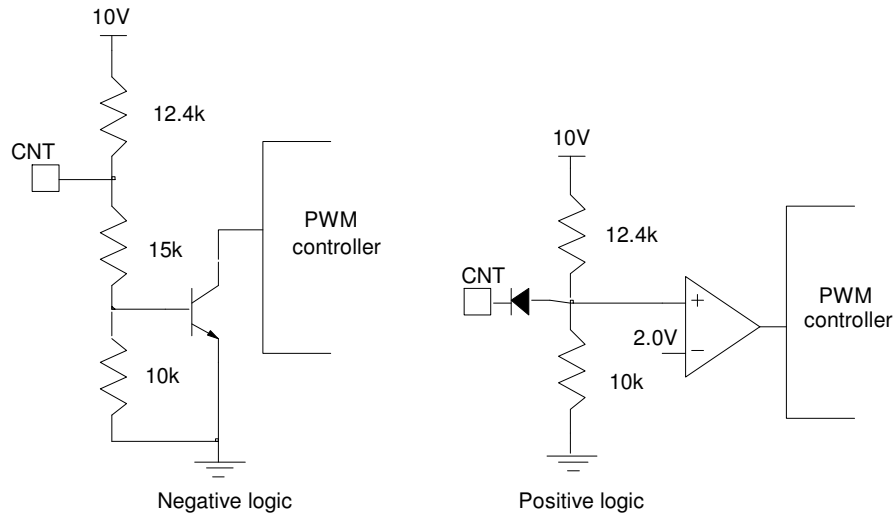 10V
12.4k
CNT
15k
PWM
controller
10k
Negative logic
10V
12.4k
CNT
+
2.0V
−
10k
PWM
controller
Positive logic